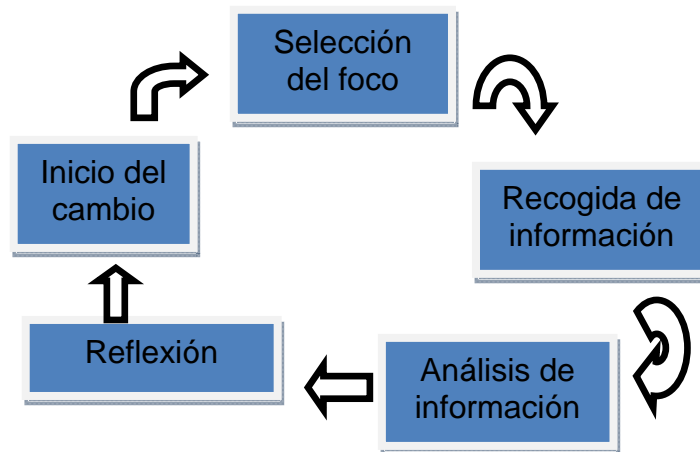 Selección
del foco
Recogida de
información
Análisis de
información
Reflexión
Inicio del
cambio